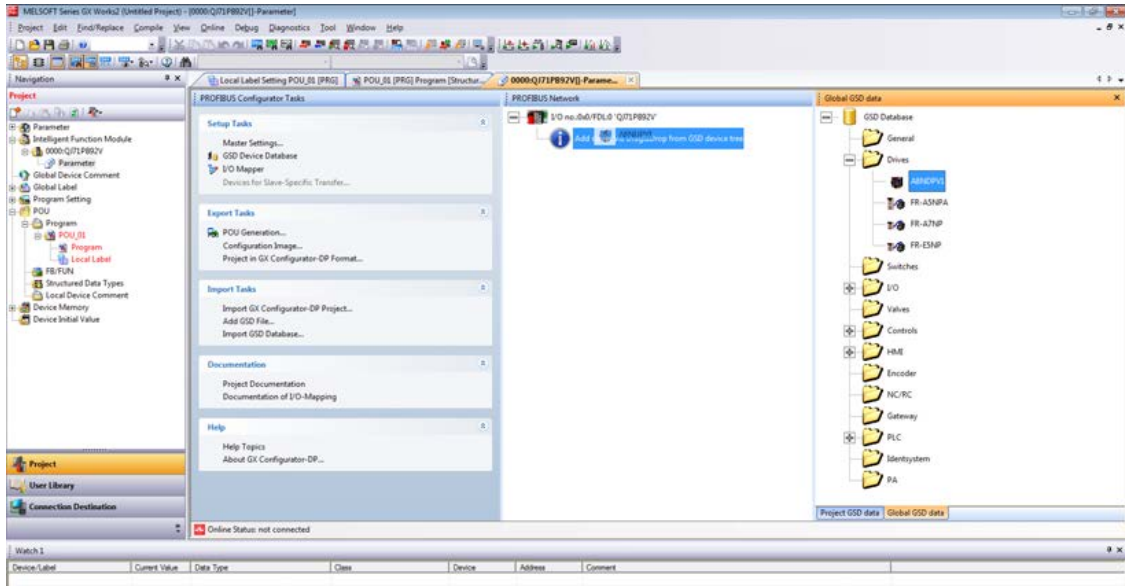 MELSOFT Series GX Works2 (Untitled Project) - [0000:QJ71PB92V[]-Parameter]
Project Edit Find/Replace Compile View Online Debug Diagnostics Tool Window Help
Navigation
Local Label Setting POU_01 [PRG]
POU_01 [PRG] Program [Structur...
0000:QJ71PB92V[]-Parame...
Project
Parameter
Intelligent Function Module
0000:QJ71PB92V
Parameter
Global Device Comment
Global Label
Program Setting
POU
Program
POU_01
Program
Local Label
FB/FUN
Structured Data Types
Local Device Comment
Device Memory
Device Initial Value
Project
User Library
Connection Destination
PROFIBUS Configurator Tasks
Setup Tasks
Master Settings...
GSD Device Database
I/O Mapper
Devices for Slave-Specific Transfer...
Export Tasks
POU Generation...
Configuration Image...
Project in GX Configurator-DP Format...
Import Tasks
Import GX Configurator-DP Project...
Add GSD File...
Import GSD Database...
Documentation
Project Documentation
Documentation of I/O-Mapping
Help
Help Topics
About GX Configurator-DP...
PROFIBUS Network
I/O no.:0x0/FDL:0 'QJ71PB92V'
Add drop from GSD device tree
Global GSD data
GSD Database
General
Drives
ABNDPV1
FR-A5NPA
FR-A7NP
FR-E5NP
Switches
I/O
Valves
Controls
HMI
Encoder
NC/RC
Gateway
PLC
Identsystem
PA
Project GSD data Global GSD data
Online Status: not connected
Watch 1
Device/Label Current Value Data Type Class Device Address Comment